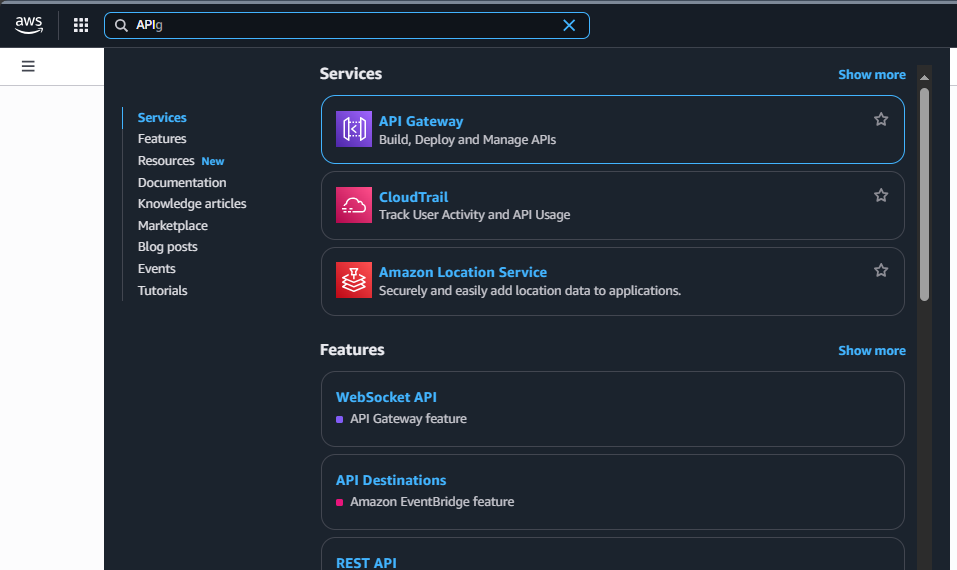 aws
APIg
Services
Features
Resources New
Documentation
Knowledge articles
Marketplace
Blog posts
Events
Tutorials
Services
Show more
API Gateway
Build, Deploy and Manage APIs
CloudTrail
Track User Activity and API Usage
Amazon Location Service
Securely and easily add location data to applications.
Features
Show more
WebSocket API
API Gateway feature
API Destinations
Amazon EventBridge feature
REST API